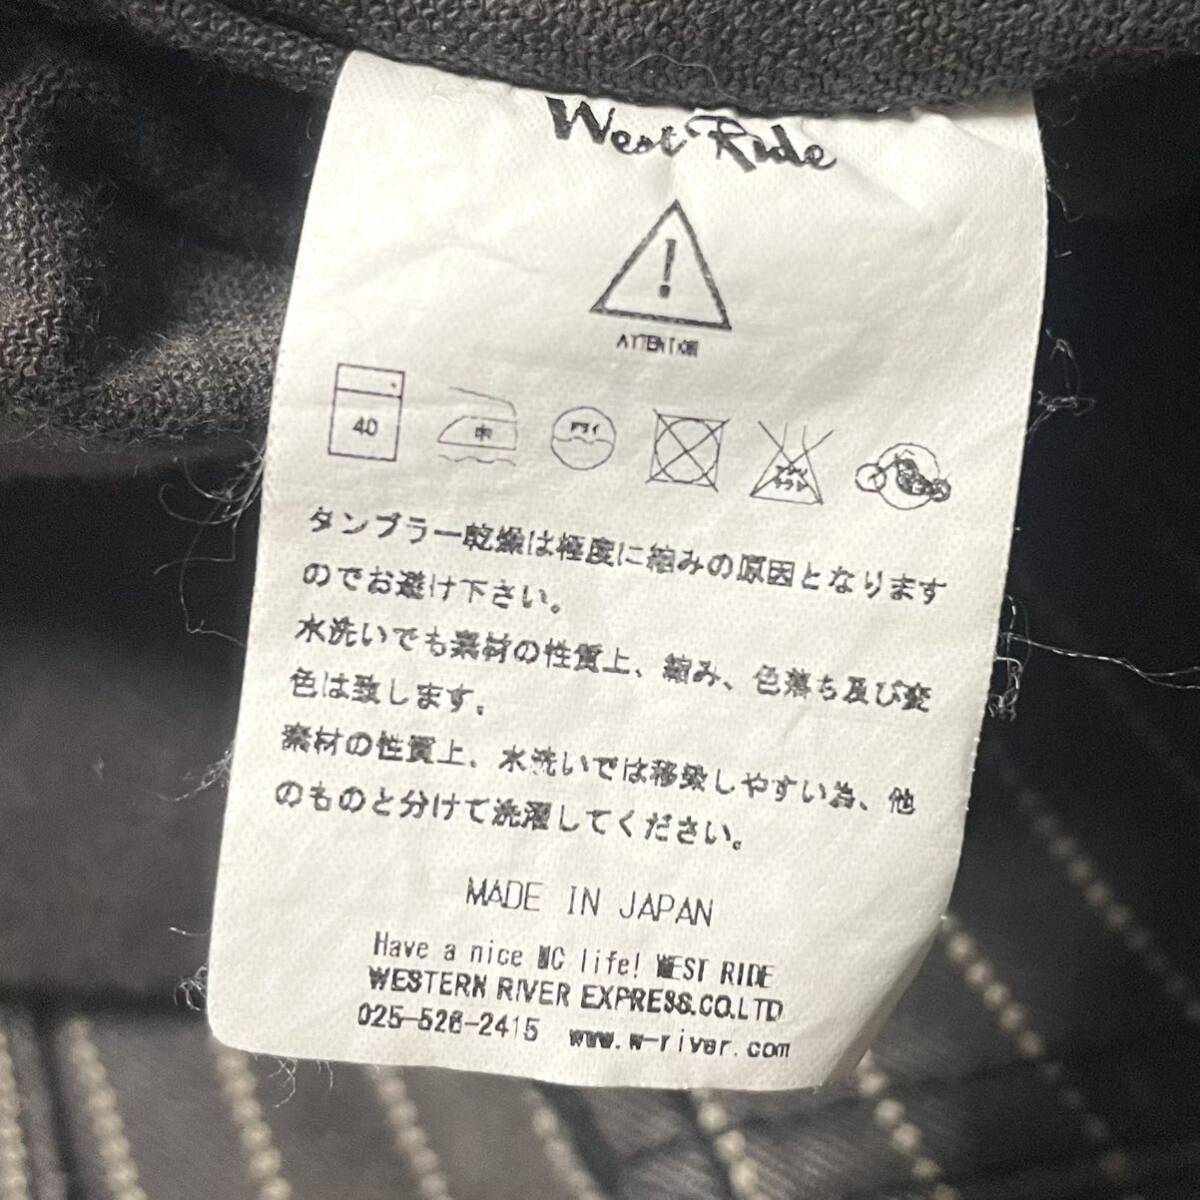 West Ride
ATTENTION
40 中 ドライ エンソ サラシ
タンブラー乾燥は極度に縮みの原因となります
のでお避け下さい。
水洗いでも素材の性質上、縮み、色落ち及び変
色は致します。
素材の性質上、水洗いでは移染しやすい為、他
のものと分けて洗濯してください。
MADE IN JAPAN
Have a nice MC life! WEST RIDE
WESTERN RIVER EXPRESS.CO.LTD
025-526-2415 www.w-river.com